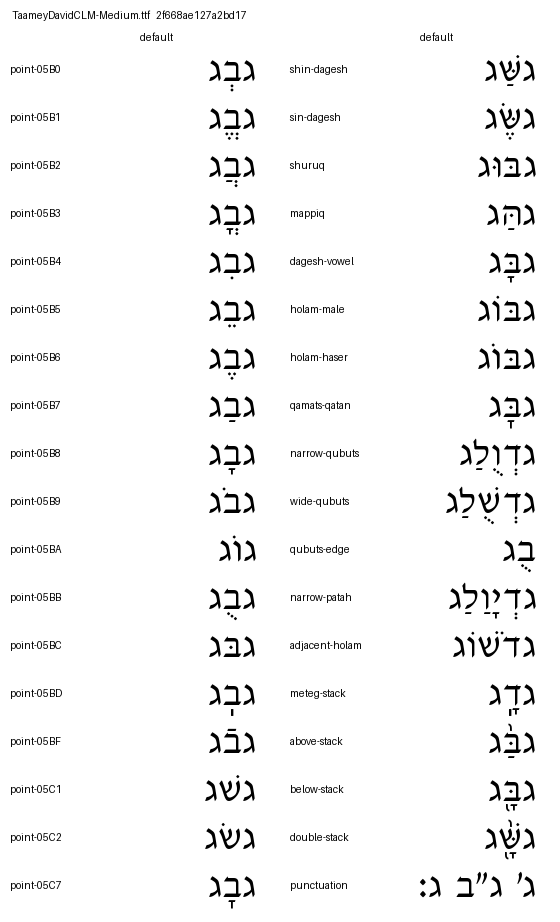 TaameyDavidCLM-Medium.ttf 2f668ae127a2bd17
default default
point-05B0 גבְג shin-dagesh גשַּׁג
point-05B1 גבֱג sin-dagesh גשֶּׂג
point-05B2 גבֲג shuruq גבּוּג
point-05B3 גבֳג mappiq גהַּג
point-05B4 גבִג dagesh-vowel גבָּג
point-05B5 גבֵג holam-male גבּוֹג
point-05B6 גבֶג holam-haser גבּוֺג
point-05B7 גבַג qamats-qatan גבׇּג
point-05B8 גבָג narrow-qubuts גדְוֻלַג
point-05B9 גבֹג wide-qubuts גדְשֻׁלַג
point-05BA גוֺג qubuts-edge בֻג
point-05BB גבֻג narrow-patah גדְיָוַלַג
point-05BC גבּג adjacent-holam גדֹשׁוֹג
point-05BD גבֽג meteg-stack גדָֽג
point-05BF גבֿג above-stack גבַּ֨ג
point-05C1 גשׁג below-stack גבָּ֖ג
point-05C2 גשׂג double-stack גשָּׁ֖֨ג
point-05C7 גבׇג punctuation ג׳ ג״ב ג׃